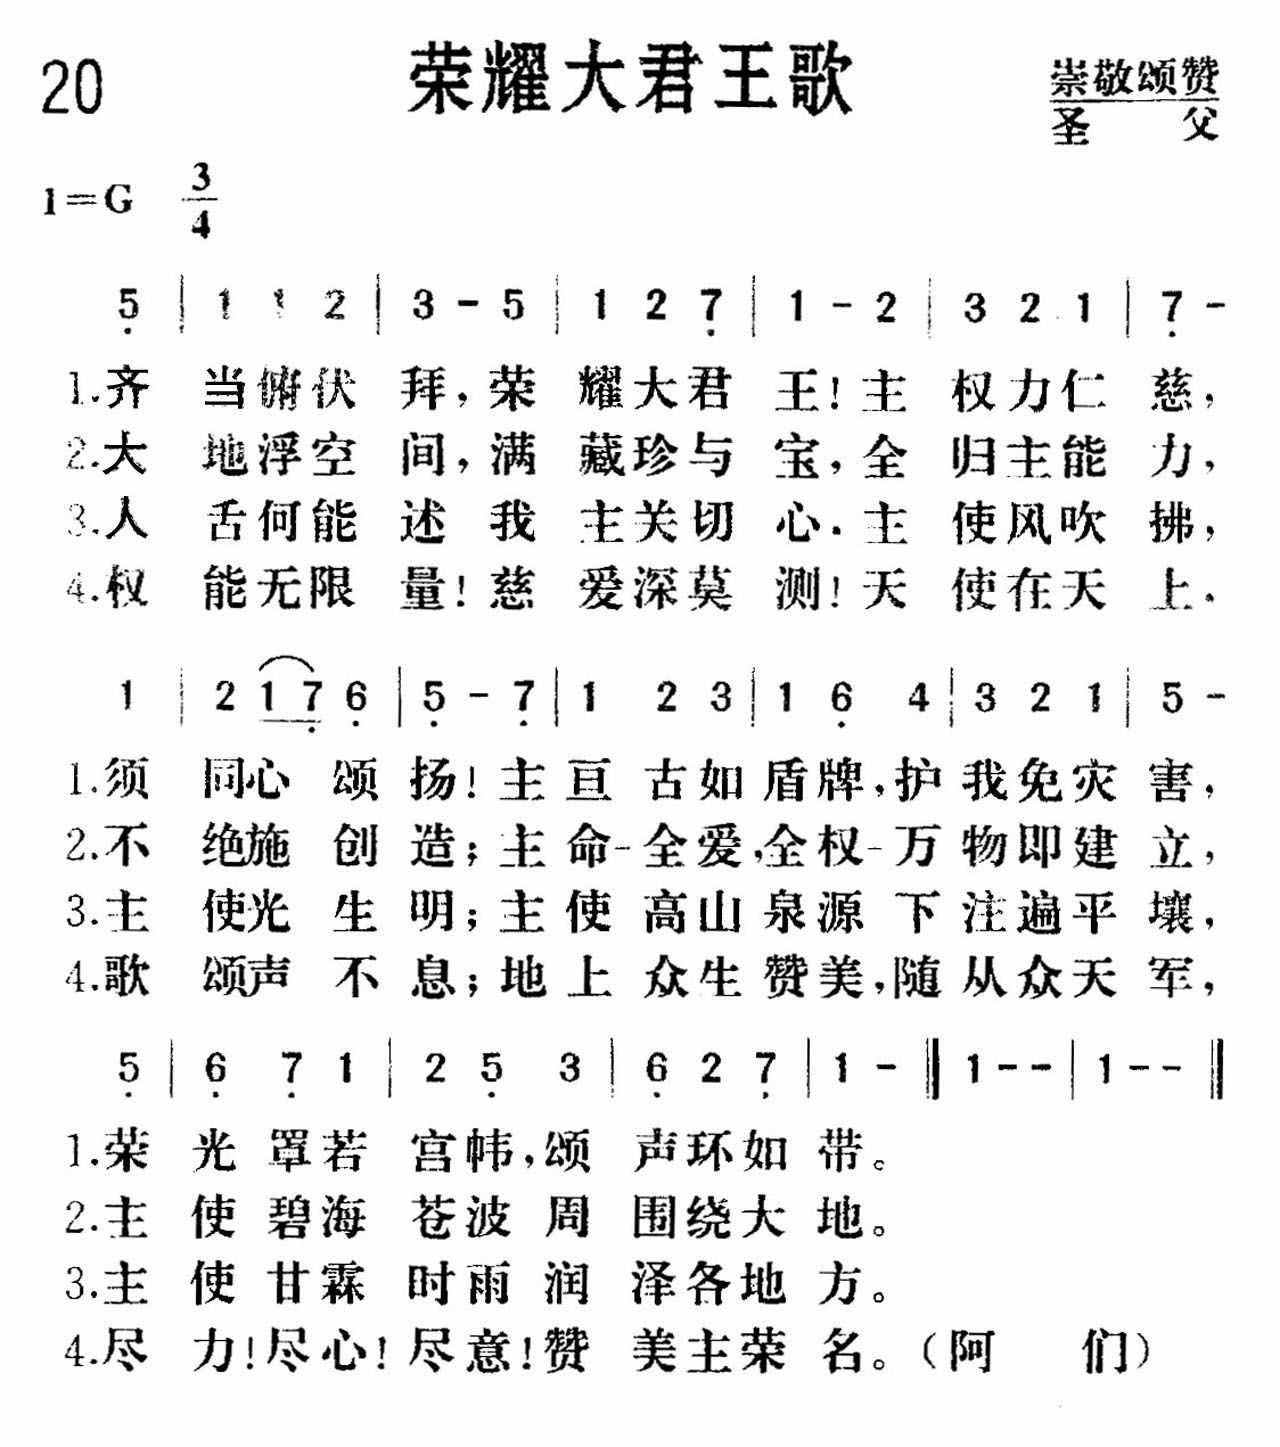 20 荣耀大君王歌 崇敬颂赞
圣 父
1=G 3/4
5 | 1 1 2 | 3 - 5 | 1 2 7 | 1 - 2 | 3 2 1 | 7 -
1.齐 当俯伏 拜,荣 耀大君 王!主 权力仁 慈,
2.大 地浮空 间,满 藏珍与 宝,全 归主能 力,
3.人 舌何能 述 我 主关切 心.主 使风吹 拂,
4.权 能无限 量!慈 爱深莫 测!天 使在天 上.
1 | 2 1 7 6 | 5 - 7 | 1 2 3 | 1 6 4 | 3 2 1 | 5 -
1.须 同心 颂 扬!主 亘 古如 盾牌,护 我免灾 害,
2.不 绝施 创 造;主 命-全爱,全权-万 物即建 立,
3.主 使光 生 明;主 使 高山 泉源 下 注遍平 壤,
4.歌 颂声 不 息;地 上 众生 赞美,随 从众天 军,
5 | 6 7 1 | 2 5 3 | 6 2 7 | 1 - || 1 - - | 1 - - ||
1.荣 光 罩若 宫帏,颂 声环如 带。
2.主 使 碧海 苍波 周 围绕大 地。
3.主 使 甘霖 时雨 润 泽各地 方。
4.尽 力!尽心!尽意!赞 美主荣 名。(阿 们)